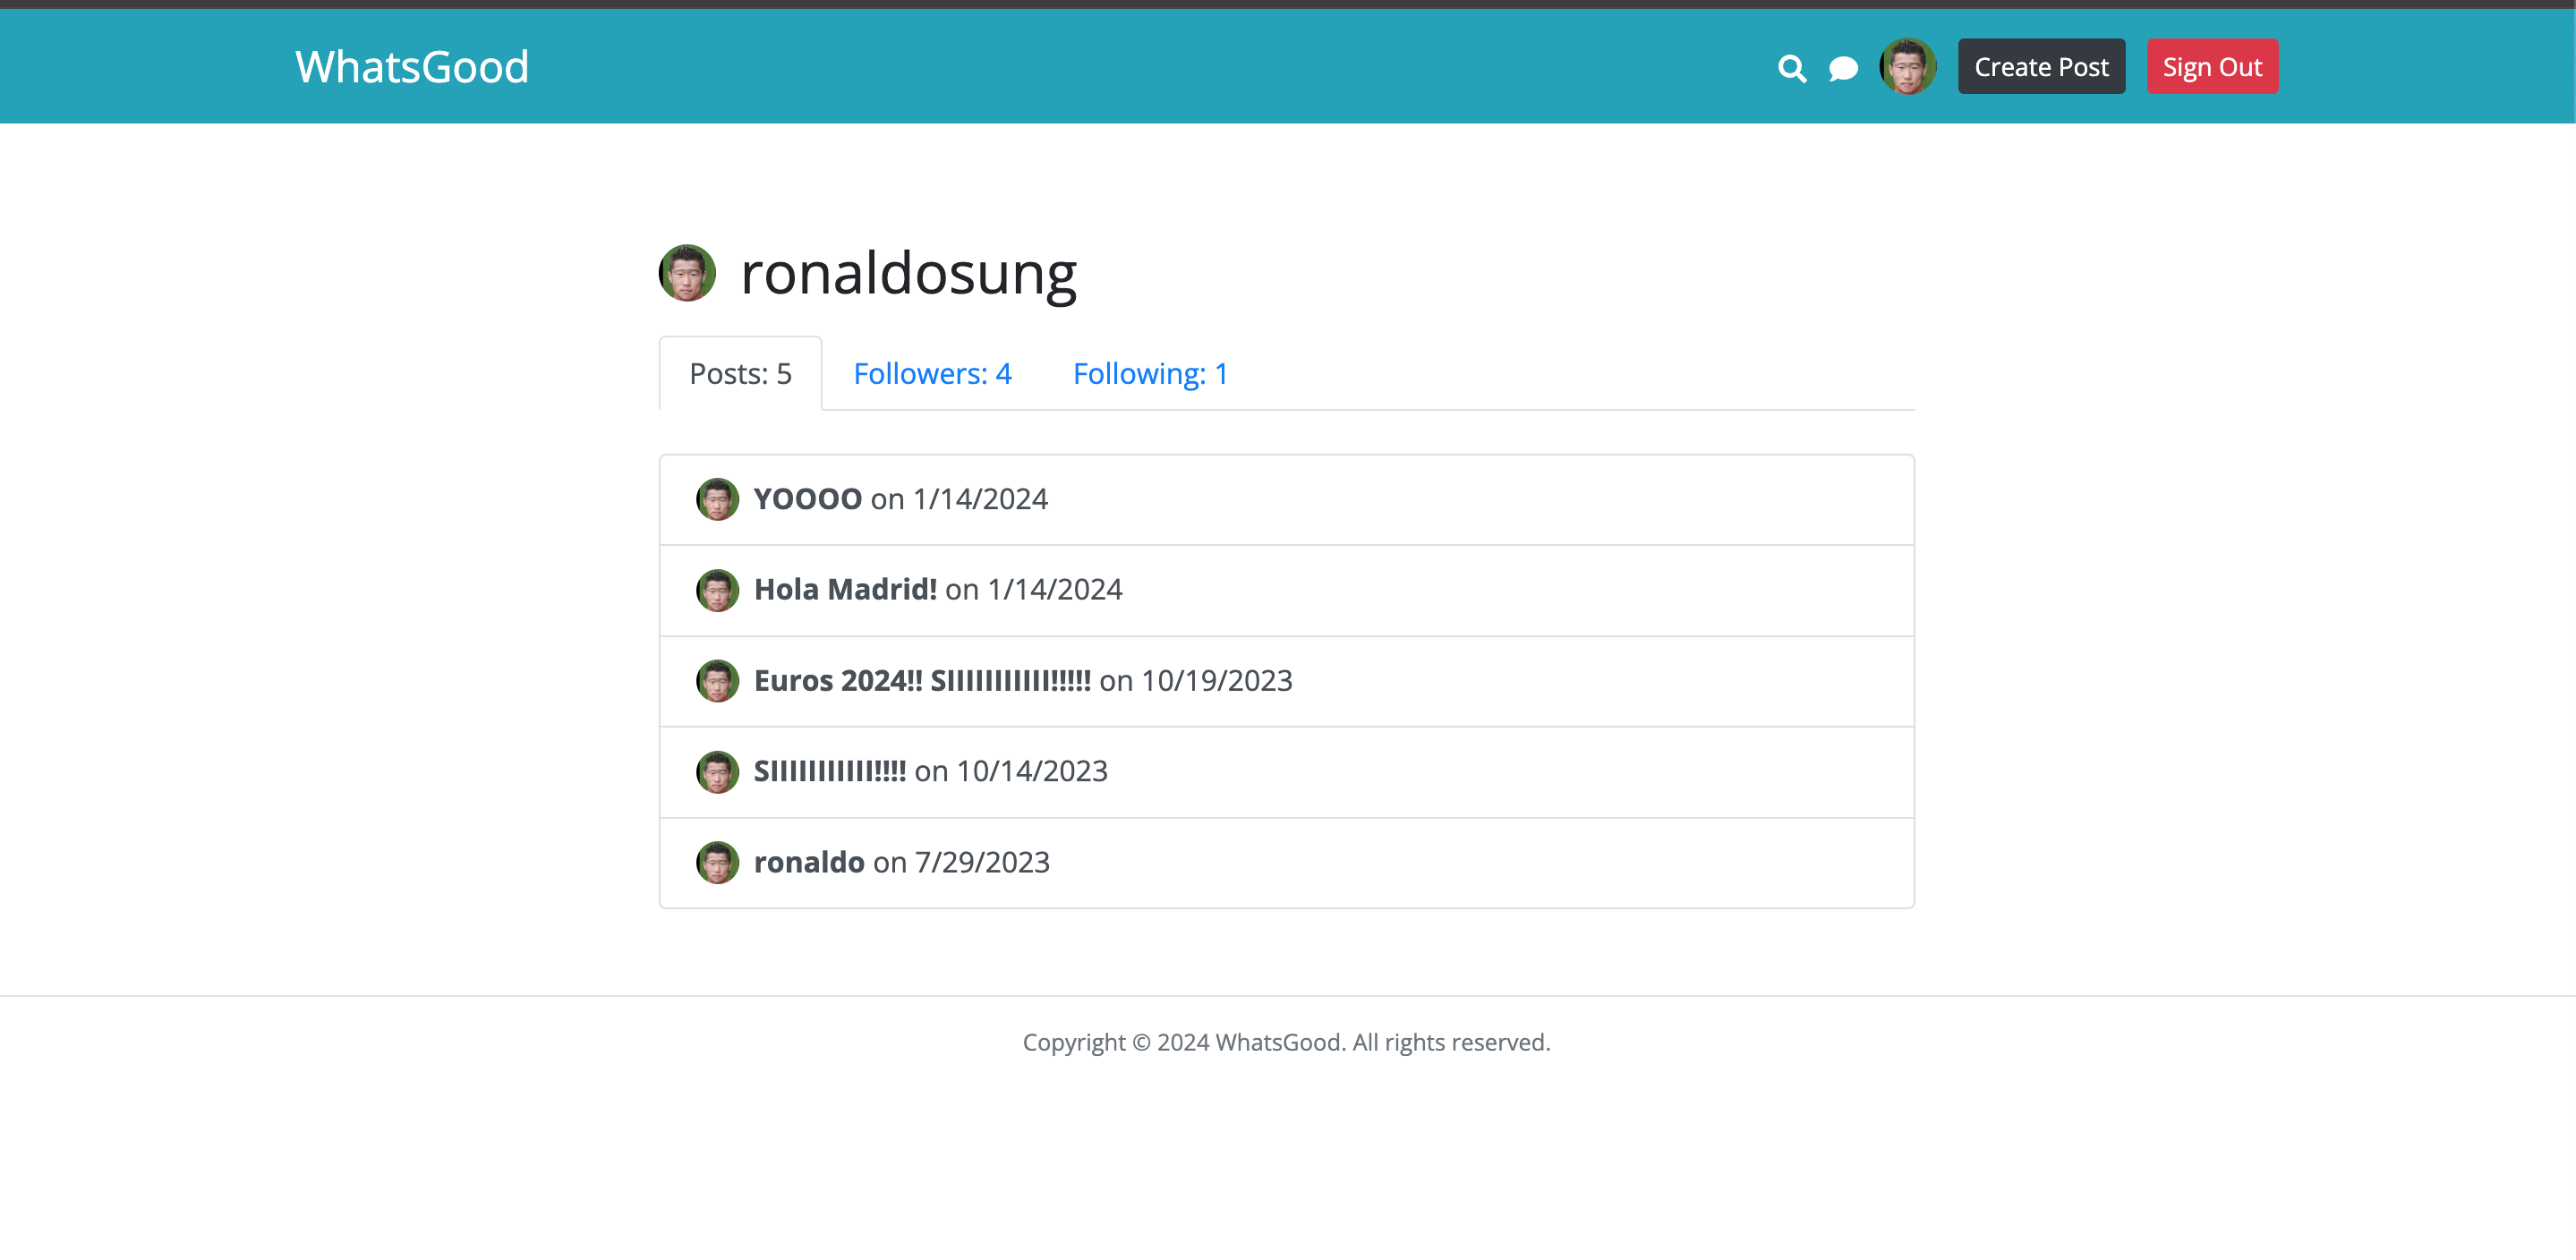 WhatsGood
Create Post
Sign Out
ronaldosung
Posts: 5
Followers: 4
Following: 1
YOOOO on 1/14/2024
Hola Madrid! on 1/14/2024
Euros 2024!! SIIIIIIIIIII!!!!! on 10/19/2023
SIIIIIIIIIII!!!! on 10/14/2023
ronaldo on 7/29/2023
Copyright © 2024 WhatsGood. All rights reserved.